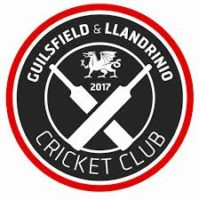 GUILSFIELD & LLANDRINIO
2017
CRICKET CLUB